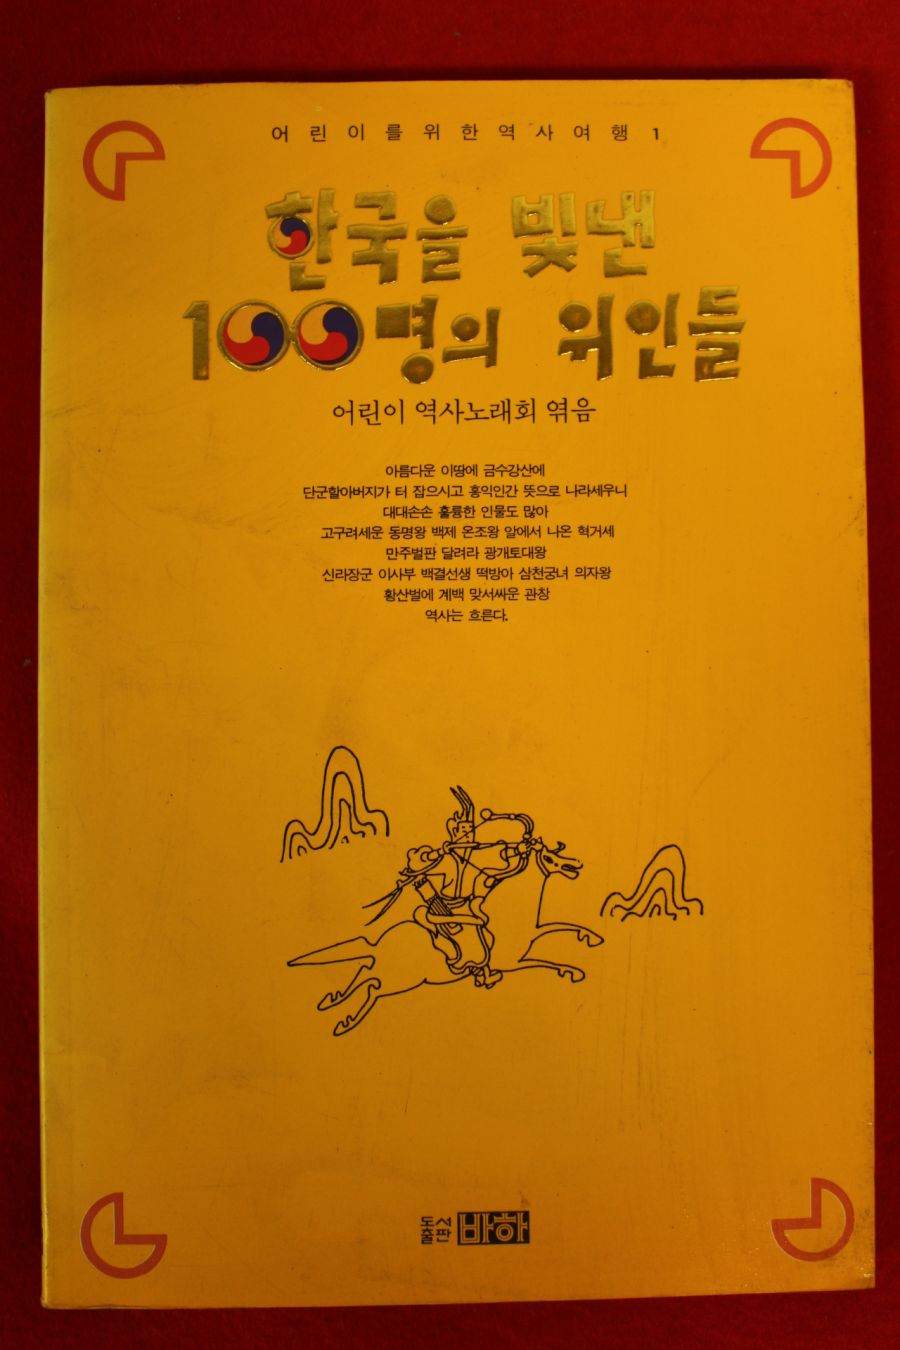 어린이를위한역사여행 1
한국을 빛낸
100명의 위인들
어린이 역사노래회 엮음
아름다운 이땅에 금수강산에
단군할아버지가 터 잡으시고 홍익인간 뜻으로 나라세우니
대대손손 훌륭한 인물도 많아
고구려세운 동명왕 백제 온조왕 알에서 나온 혁거세
만주벌판 달려라 광개토대왕
신라장군 이사부 백결선생 떡방아 삼천궁녀 의자왕
황산벌에 계백 맞서싸운 관창
역사는 흐른다.
도서출판 바하